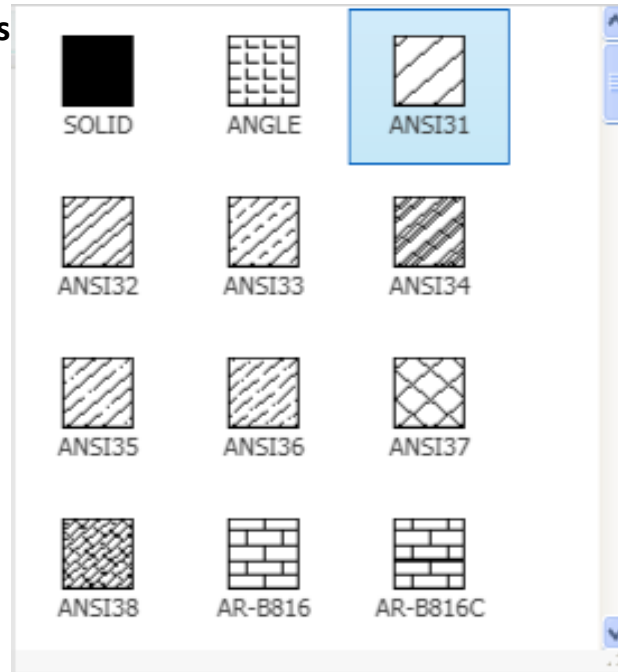 s
SOLID ANGLE ANSI31
ANSI32 ANSI33 ANSI34
ANSI35 ANSI36 ANSI37
ANSI38 AR-B816 AR-B816C